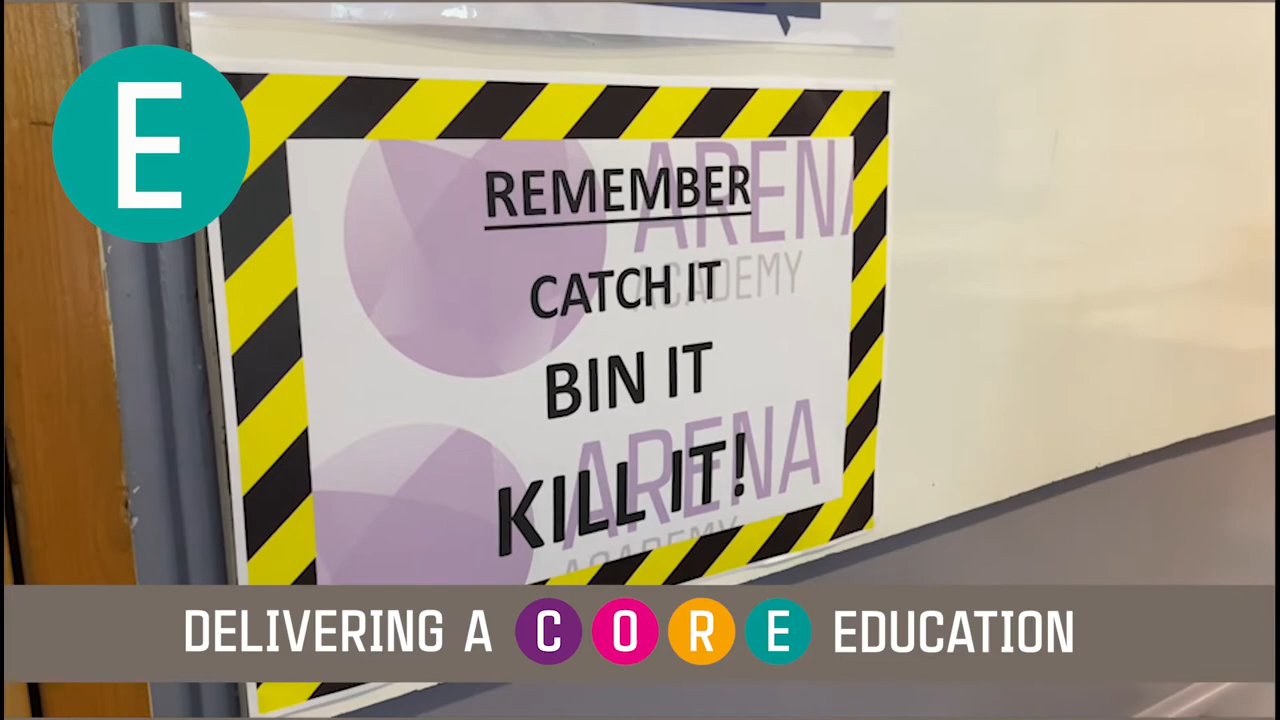 E
REMEMBER
CATCH IT
BIN IT
KILL IT!
ARENA
ACADEMY
ARENA
ACADEMY
DELIVERING A CORE EDUCATION